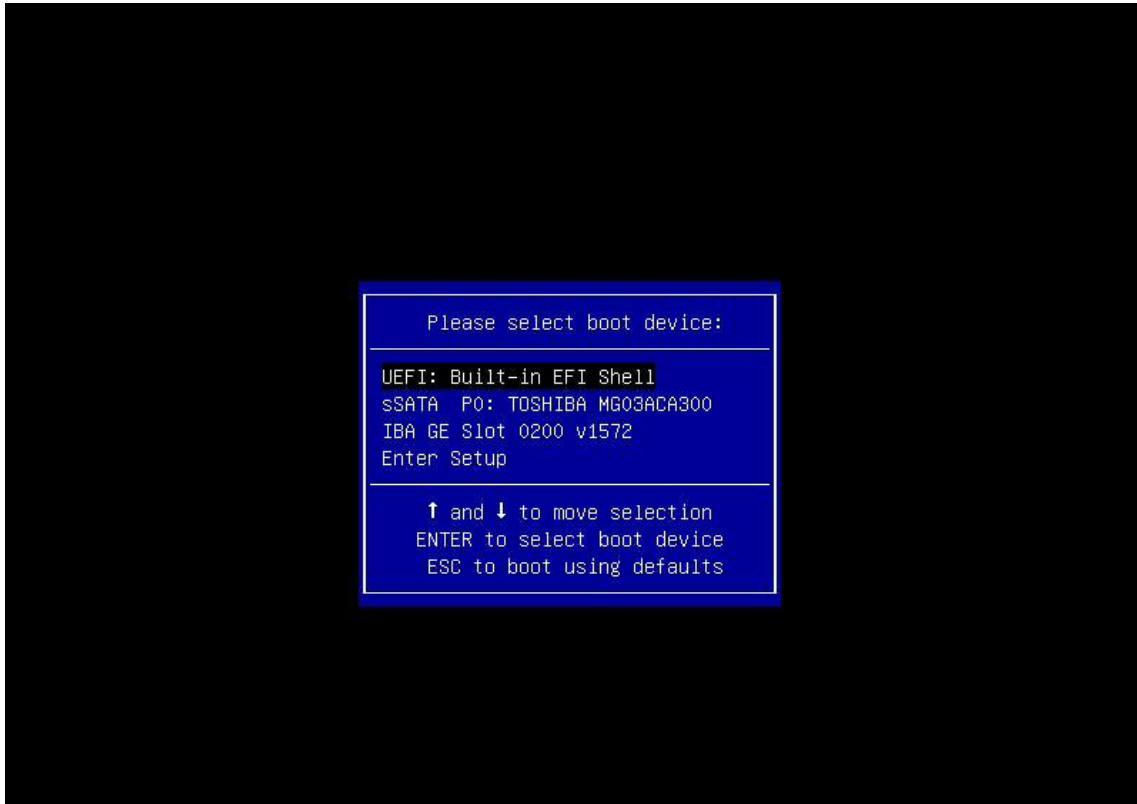 Please select boot device:
UEFI: Built-in EFI Shell
sSATA  P0: TOSHIBA MG03ACA300
IBA GE Slot 0200 v1572
Enter Setup
↑ and ↓ to move selection
ENTER to select boot device
ESC to boot using defaults